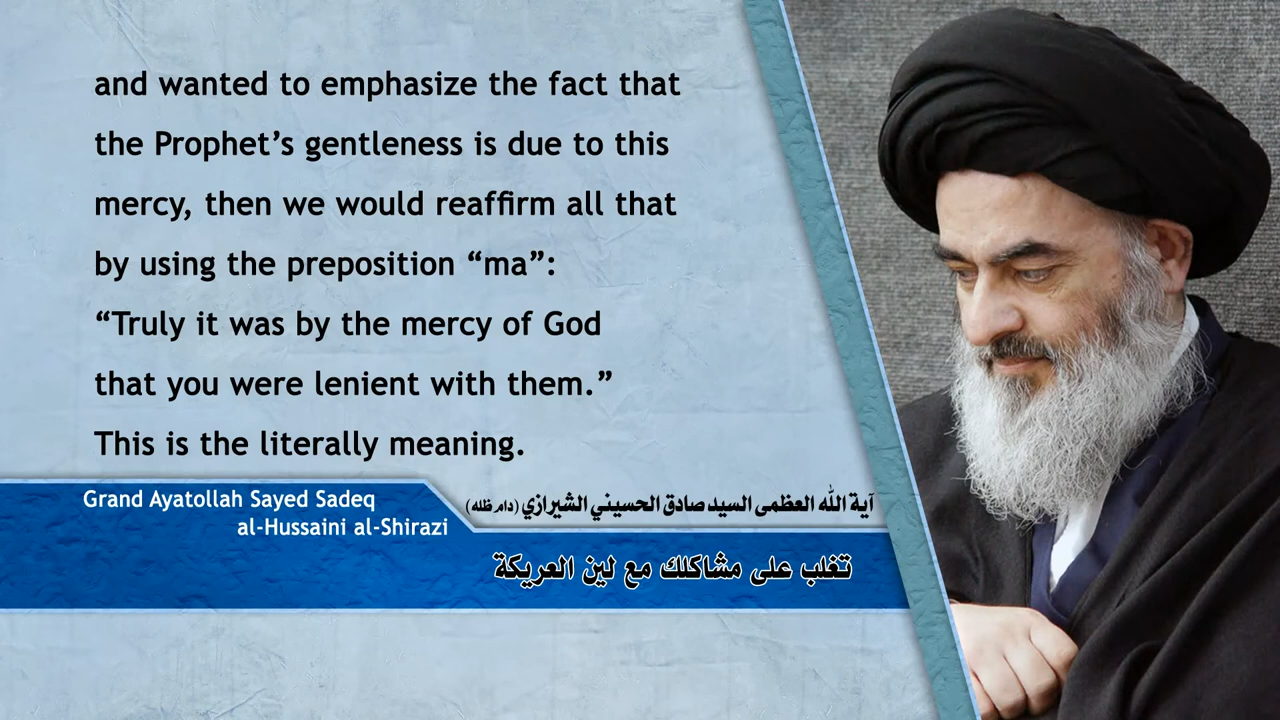 and wanted to emphasize the fact that
the Prophet’s gentleness is due to this
mercy, then we would reaffirm all that
by using the preposition “ma”:
“Truly it was by the mercy of God
that you were lenient with them.”
This is the literally meaning.
Grand Ayatollah Sayed Sadeq
al-Hussaini al-Shirazi
آية الله العظمى السيد صادق الحسيني الشيرازي (دام ظله)
تغلب على مشاكلك مع لين العريكة